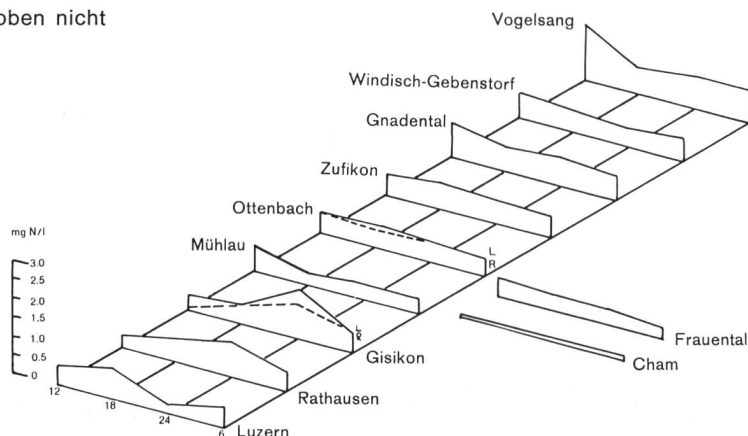 oben nicht
Vogelsang
Windisch-Gebenstorf
Gnadental
Zufikon
Ottenbach
L
R
mg N/l
Mühlau
3.0
2.5
2.0
1.5
1.0
0.5
0
L
R
Frauental
Cham
Gisikon
12
18
24
6
Rathausen
Luzern